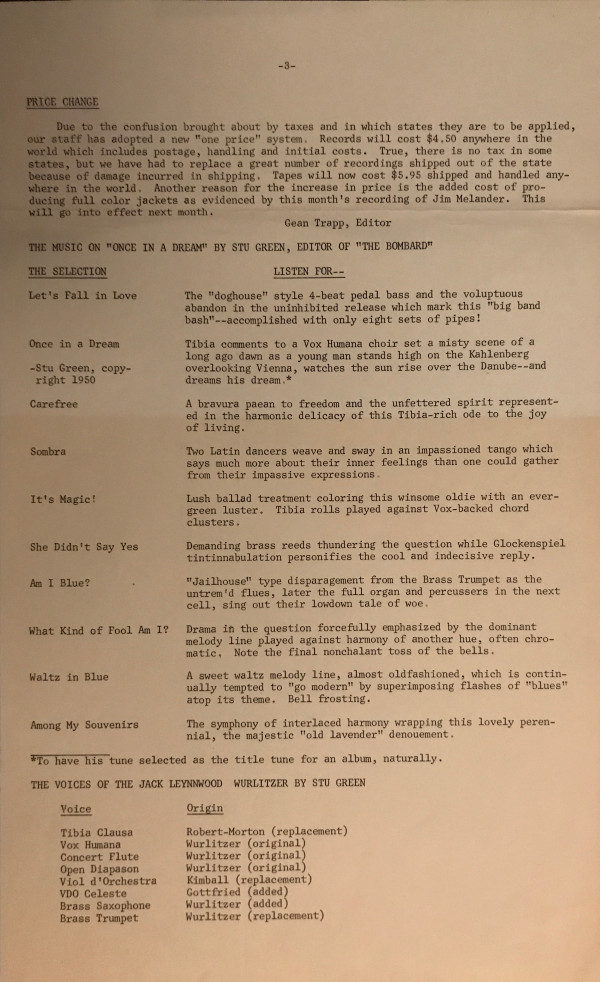 -3-
PRICE CHANGE
Due to the confusion brought about by taxes and in which states they are to be applied,
our staff has adopted a new "one price" system. Records will cost $4.50 anywhere in the
world which includes postage, handling and initial costs. True, there is no tax in some
states, but we have had to replace a great number of recordings shipped out of the state
because of damage incurred in shipping. Tapes will now cost $5.95 shipped and handled any-
where in the world. Another reason for the increase in price is the added cost of pro-
ducing full color jackets as evidenced by this month's recording of Jim Melander. This
will go into effect next month.
Gean Trapp, Editor
THE MUSIC ON "ONCE IN A DREAM" BY STU GREEN, EDITOR OF "THE BOMBARD"
THE SELECTION LISTEN FOR--
Let's Fall in Love The "doghouse" style 4-beat pedal bass and the voluptuous
abandon in the uninhibited release which mark this "big band
bash"--accomplished with only eight sets of pipes!
Once in a Dream Tibia comments to a Vox Humana choir set a misty scene of a
long ago dawn as a young man stands high on the Kahlenberg
-Stu Green, copy- overlooking Vienna, watches the sun rise over the Danube--and
right 1950 dreams his dream.*
Carefree A bravura paean to freedom and the unfettered spirit represent-
ed in the harmonic delicacy of this Tibia-rich ode to the joy
of living.
Sombra Two Latin dancers weave and sway in an impassioned tango which
says much more about their inner feelings than one could gather
from their impassive expressions.
It's Magic! Lush ballad treatment coloring this winsome oldie with an ever-
green luster. Tibia rolls played against Vox-backed chord
clusters.
She Didn't Say Yes Demanding brass reeds thundering the question while Glockenspiel
tintinnabulation personifies the cool and indecisive reply.
Am I Blue? "Jailhouse" type disparagement from the Brass Trumpet as the
untrem'd flues, later the full organ and percussers in the next
cell, sing out their lowdown tale of woe.
What Kind of Fool Am I? Drama in the question forcefully emphasized by the dominant
melody line played against harmony of another hue, often chro-
matic. Note the final nonchalant toss of the bells.
Waltz in Blue A sweet waltz melody line, almost oldfashioned, which is contin-
ually tempted to "go modern" by superimposing flashes of "blues"
atop its theme. Bell frosting.
Among My Souvenirs The symphony of interlaced harmony wrapping this lovely peren-
nial, the majestic "old lavender" denouement.
*To have his tune selected as the title tune for an album, naturally.
THE VOICES OF THE JACK LEYNNWOOD WURLITZER BY STU GREEN
Voice Origin
Tibia Clausa Robert-Morton (replacement)
Vox Humana Wurlitzer (original)
Concert Flute Wurlitzer (original)
Open Diapason Wurlitzer (original)
Viol d'Orchestra Kimball (replacement)
VDO Celeste Gottfried (added)
Brass Saxophone Wurlitzer (added)
Brass Trumpet Wurlitzer (replacement)